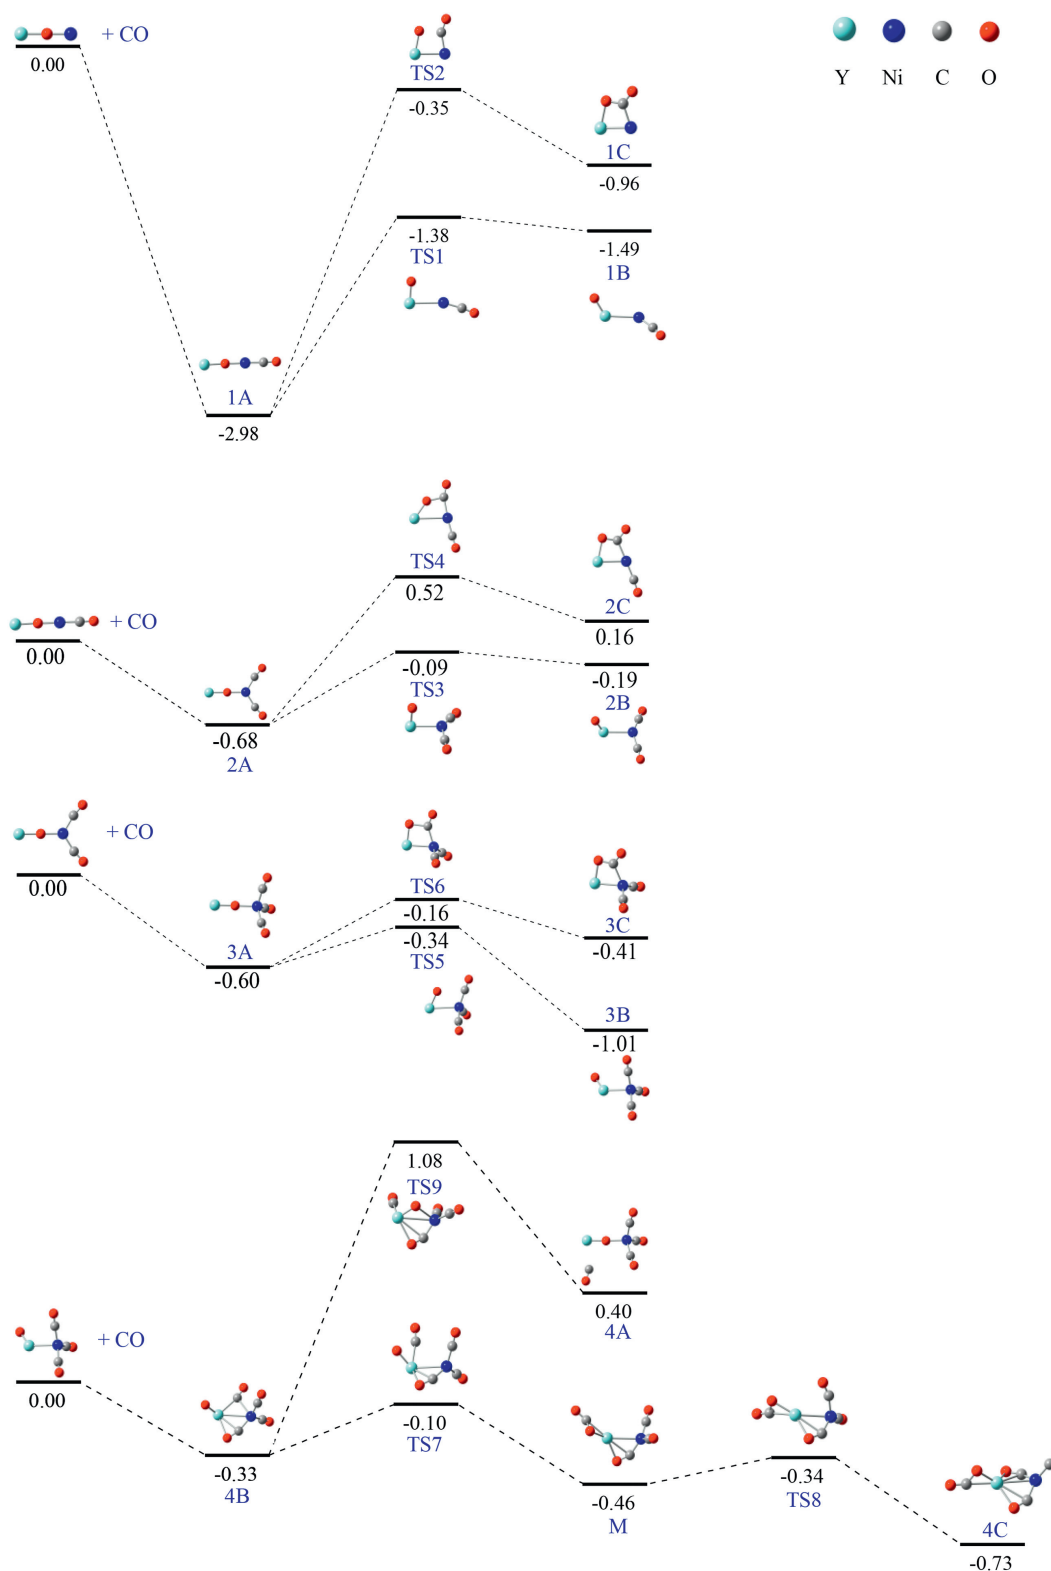 + CO
0.00
Y Ni C O
TS2
-0.35
1C
-0.96
-1.38
TS1
-1.49
1B
1A
-2.98
TS4
0.52
2C
0.16
+ CO
0.00
-0.09
TS3
-0.19
2B
-0.68
2A
+ CO
0.00
TS6
-0.16
3C
-0.41
-0.34
TS5
3A
-0.60
3B
-1.01
1.08
TS9
0.40
4A
+ CO
0.00
-0.10
TS7
-0.33
4B
-0.46
M
-0.34
TS8
4C
-0.73